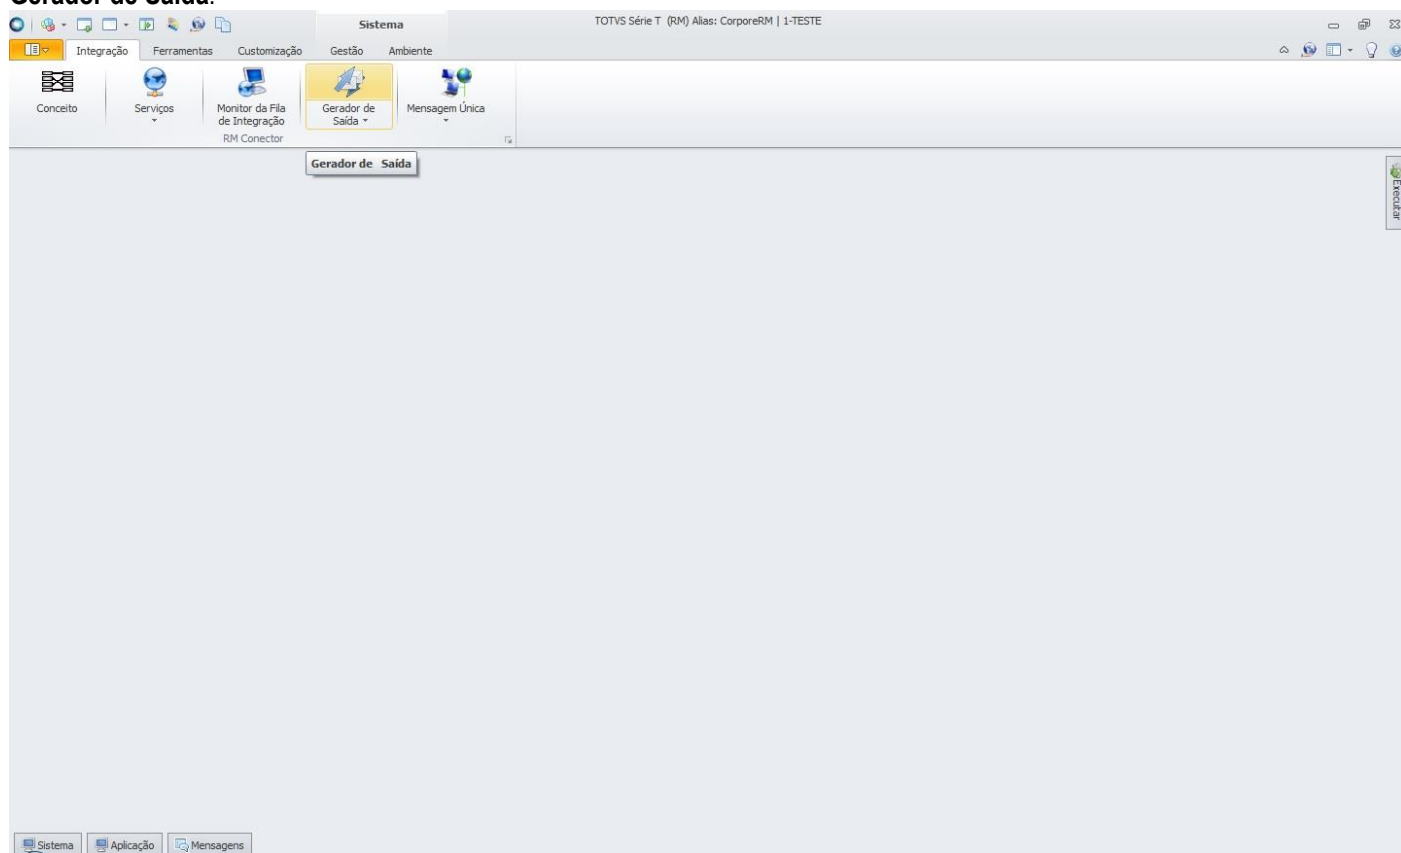 Gerador de Saída.
Sistema
TOTVS Série T (RM) Alias: CorporeRM | 1-TESTE
Integração Ferramentas Customização Gestão Ambiente
Conceito
Serviços
Monitor da Fila
de Integração
Gerador de
Saída
Mensagem Única
RM Conector
Gerador de Saída
Executar
Sistema Aplicação Mensagens